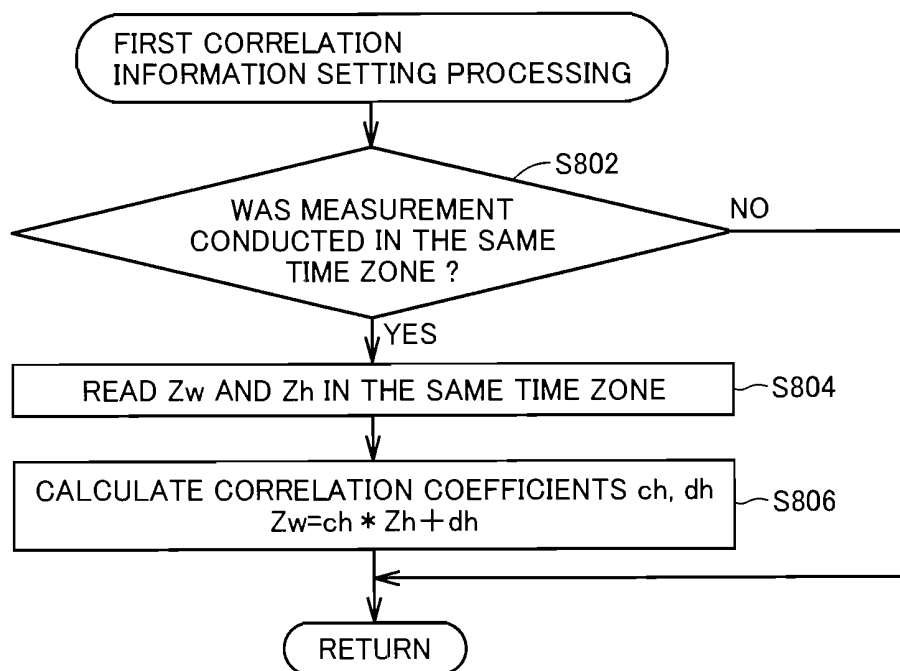 FIRST CORRELATION
INFORMATION SETTING PROCESSING
S802
WAS MEASUREMENT
CONDUCTED IN THE SAME
TIME ZONE ?
NO
YES
READ Zw AND Zh IN THE SAME TIME ZONE
S804
CALCULATE CORRELATION COEFFICIENTS ch, dh
Zw=ch * Zh+dh
S806
RETURN